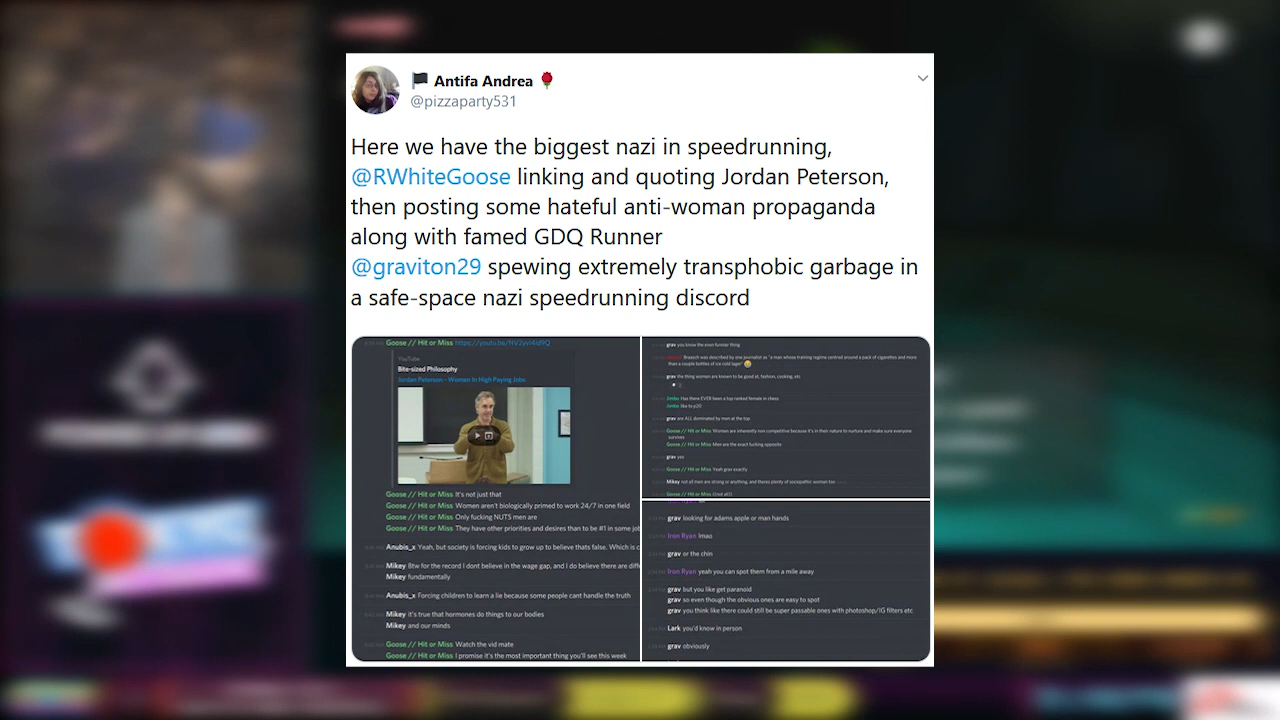 Antifa Andrea
@pizzaparty531
Here we have the biggest nazi in speedrunning,
@RWhiteGoose linking and quoting Jordan Peterson,
then posting some hateful anti-woman propaganda
along with famed GDQ Runner
@graviton29 spewing extremely transphobic garbage in
a safe-space nazi speedrunning discord
Goose // Hit or Miss
YouTube
Bite-sized Philosophy
Jordan Peterson - Women In High Paying Jobs
Goose // Hit or Miss It's not just that
Goose // Hit or Miss Women aren't biologically primed to work 24/7 in one field
Goose // Hit or Miss Only fucking NUTS men are
Goose // Hit or Miss They have other priorities and desires than to be #1 in some jo
Anubis_x Yeah, but society is forcing kids to grow up to believe thats false. Which is c
Mikey Btw for the record I dont believe in the wage gap, and I do believe there are diff
Mikey fundamentally
Anubis_x Forcing children to learn a lie because some people cant handle the truth
Mikey it's true that hormones do things to our bodies
Mikey and our minds
Goose // Hit or Miss Watch the vid mate
Goose // Hit or Miss I promise it's the most important thing you'll see this week
grav you know the even funnier thing
Braasch was described by one journalist as "a man whose training regime centred around a pack of cigarettes and more
than a couple bottles of ice cold lager"
grav the thing women are known to be good at, fashion, cooking, etc
Jimbo Has there EVER been a top ranked female in chess
Jimbo like to p20
grav are ALL dominated by men at the top
Goose // Hit or Miss Women are inherently non competitive because it's in their nature to nurture and make sure everyone
survives
Goose // Hit or Miss Men are the exact fucking opposite
grav yes
Goose // Hit or Miss Yeah grav exactly
Mikey not all men are strong or anything, and theres plenty of sociopathic women too
Goose // Hit or Miss
grav looking for adams apple or man hands
Iron Ryan lmao
grav or the chin
Iron Ryan yeah you can spot them from a mile away
grav but you like get paranoid
grav so even though the obvious ones are easy to spot
grav you think like there could still be super passable ones with photoshop/IG filters etc
Lark you'd know in person
grav obviously